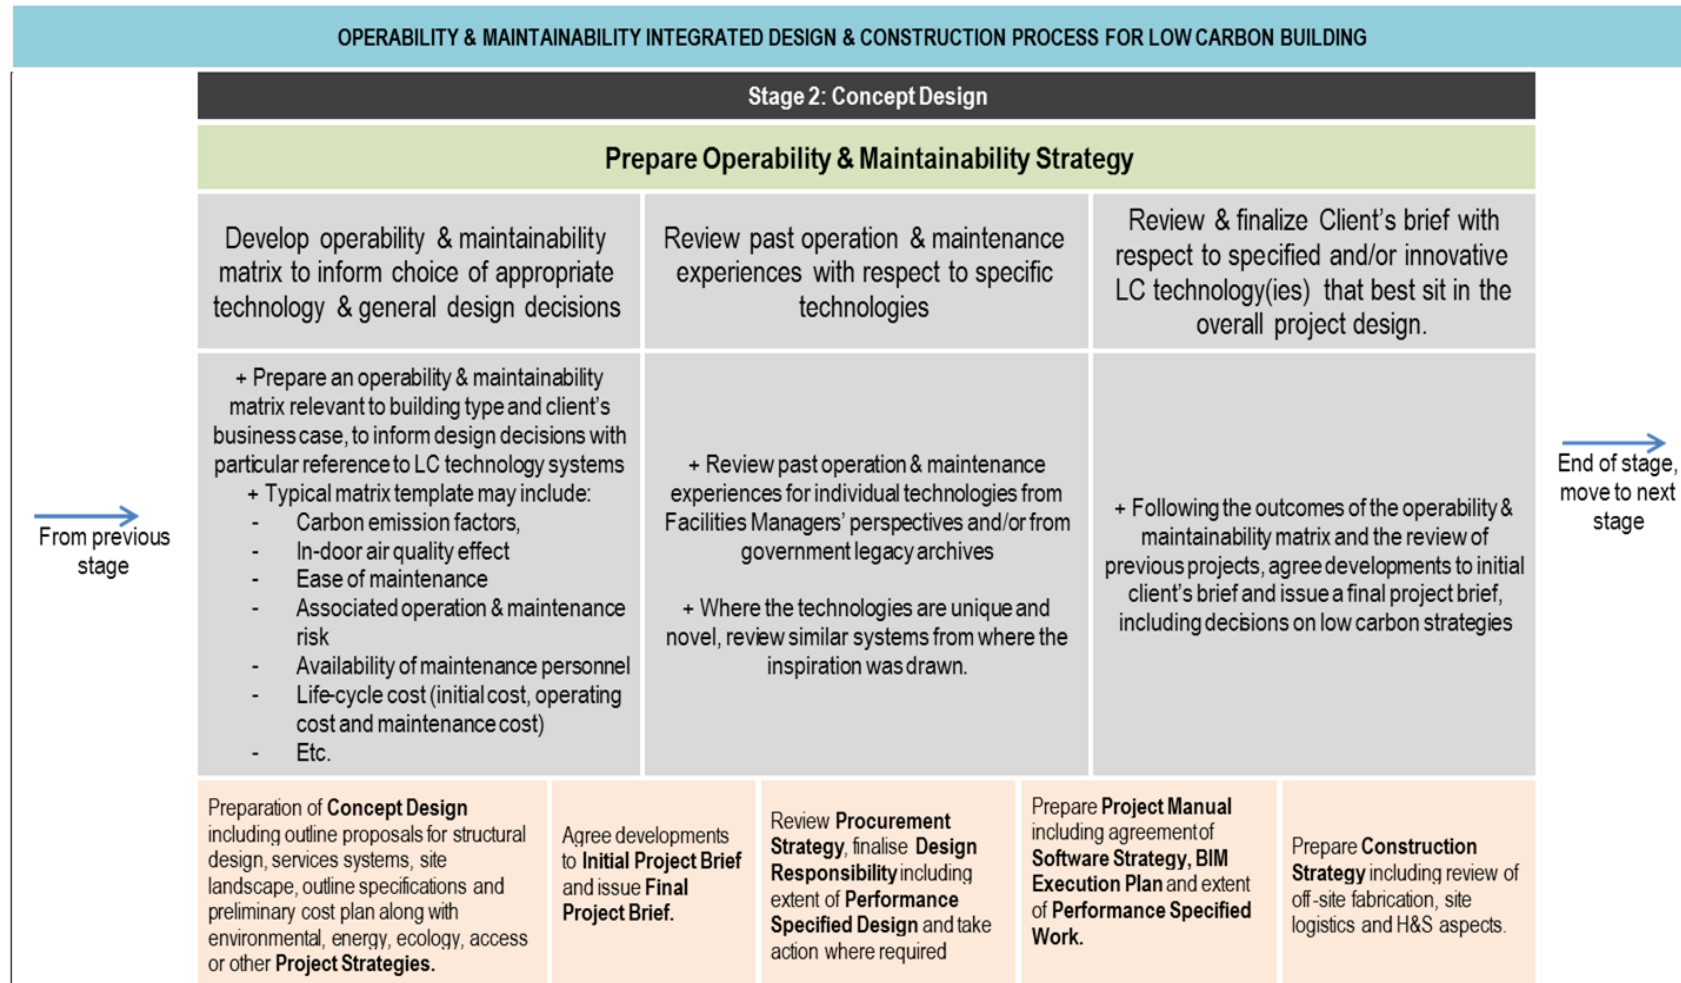 OPERABILITY & MAINTAINABILITY INTEGRATED DESIGN & CONSTRUCTION PROCESS FOR LOW CARBON BUILDING
Stage 2: Concept Design
Prepare Operability & Maintainability Strategy
Develop operability & maintainability
matrix to inform choice of appropriate
technology & general design decisions
Review past operation & maintenance
experiences with respect to specific
technologies
Review & finalize Client's brief with
respect to specified and/or innovative
LC technology(ies) that best sit in the
overall project design.
From previous
stage
+ Prepare an operability & maintainability
matrix relevant to building type and client's
business case, to inform design decisions with
particular reference to LC technology systems
+ Typical matrix template may include:
- Carbon emission factors,
- In-door air quality effect
- Ease of maintenance
- Associated operation & maintenance
risk
- Availability of maintenance personnel
- Life-cycle cost (initial cost, operating
cost and maintenance cost)
- Etc.
+ Review past operation & maintenance
experiences for individual technologies from
Facilities Managers' perspectives and/or from
government legacy archives
+ Where the technologies are unique and
novel, review similar systems from where the
inspiration was drawn.
+ Following the outcomes of the operability &
maintainability matrix and the review of
previous projects, agree developments to initial
client's brief and issue a final project brief,
including decisions on low carbon strategies
End of stage,
move to next
stage
Preparation of Concept Design
including outline proposals for structural
design, services systems, site
landscape, outline specifications and
preliminary cost plan along with
environmental, energy, ecology, access
or other Project Strategies.
Agree developments
to Initial Project Brief
and issue Final
Project Brief.
Review Procurement
Strategy, finalise Design
Responsibility including
extent of Performance
Specified Design and take
action where required
Prepare Project Manual
including agreement of
Software Strategy, BIM
Execution Plan and extent
of Performance Specified
Work.
Prepare Construction
Strategy including review of
off-site fabrication, site
logistics and H&S aspects.